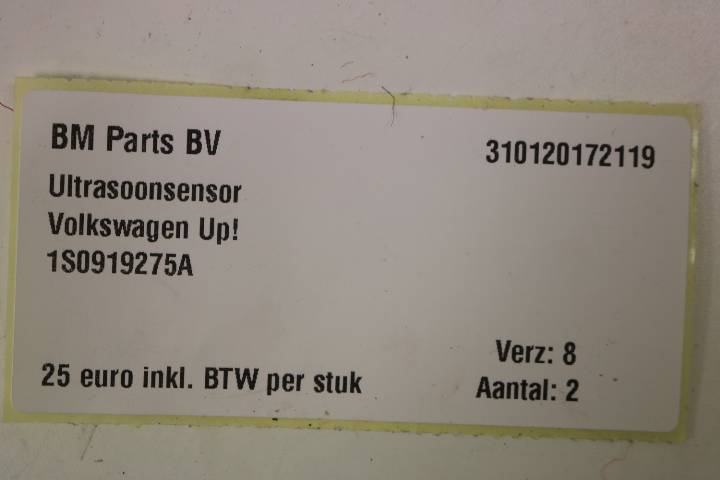 BM Parts BV
310120172119
Ultrasoonsensor
Volkswagen Up!
1S0919275A
Verz: 8
25 euro inkl. BTW per stuk
Aantal: 2